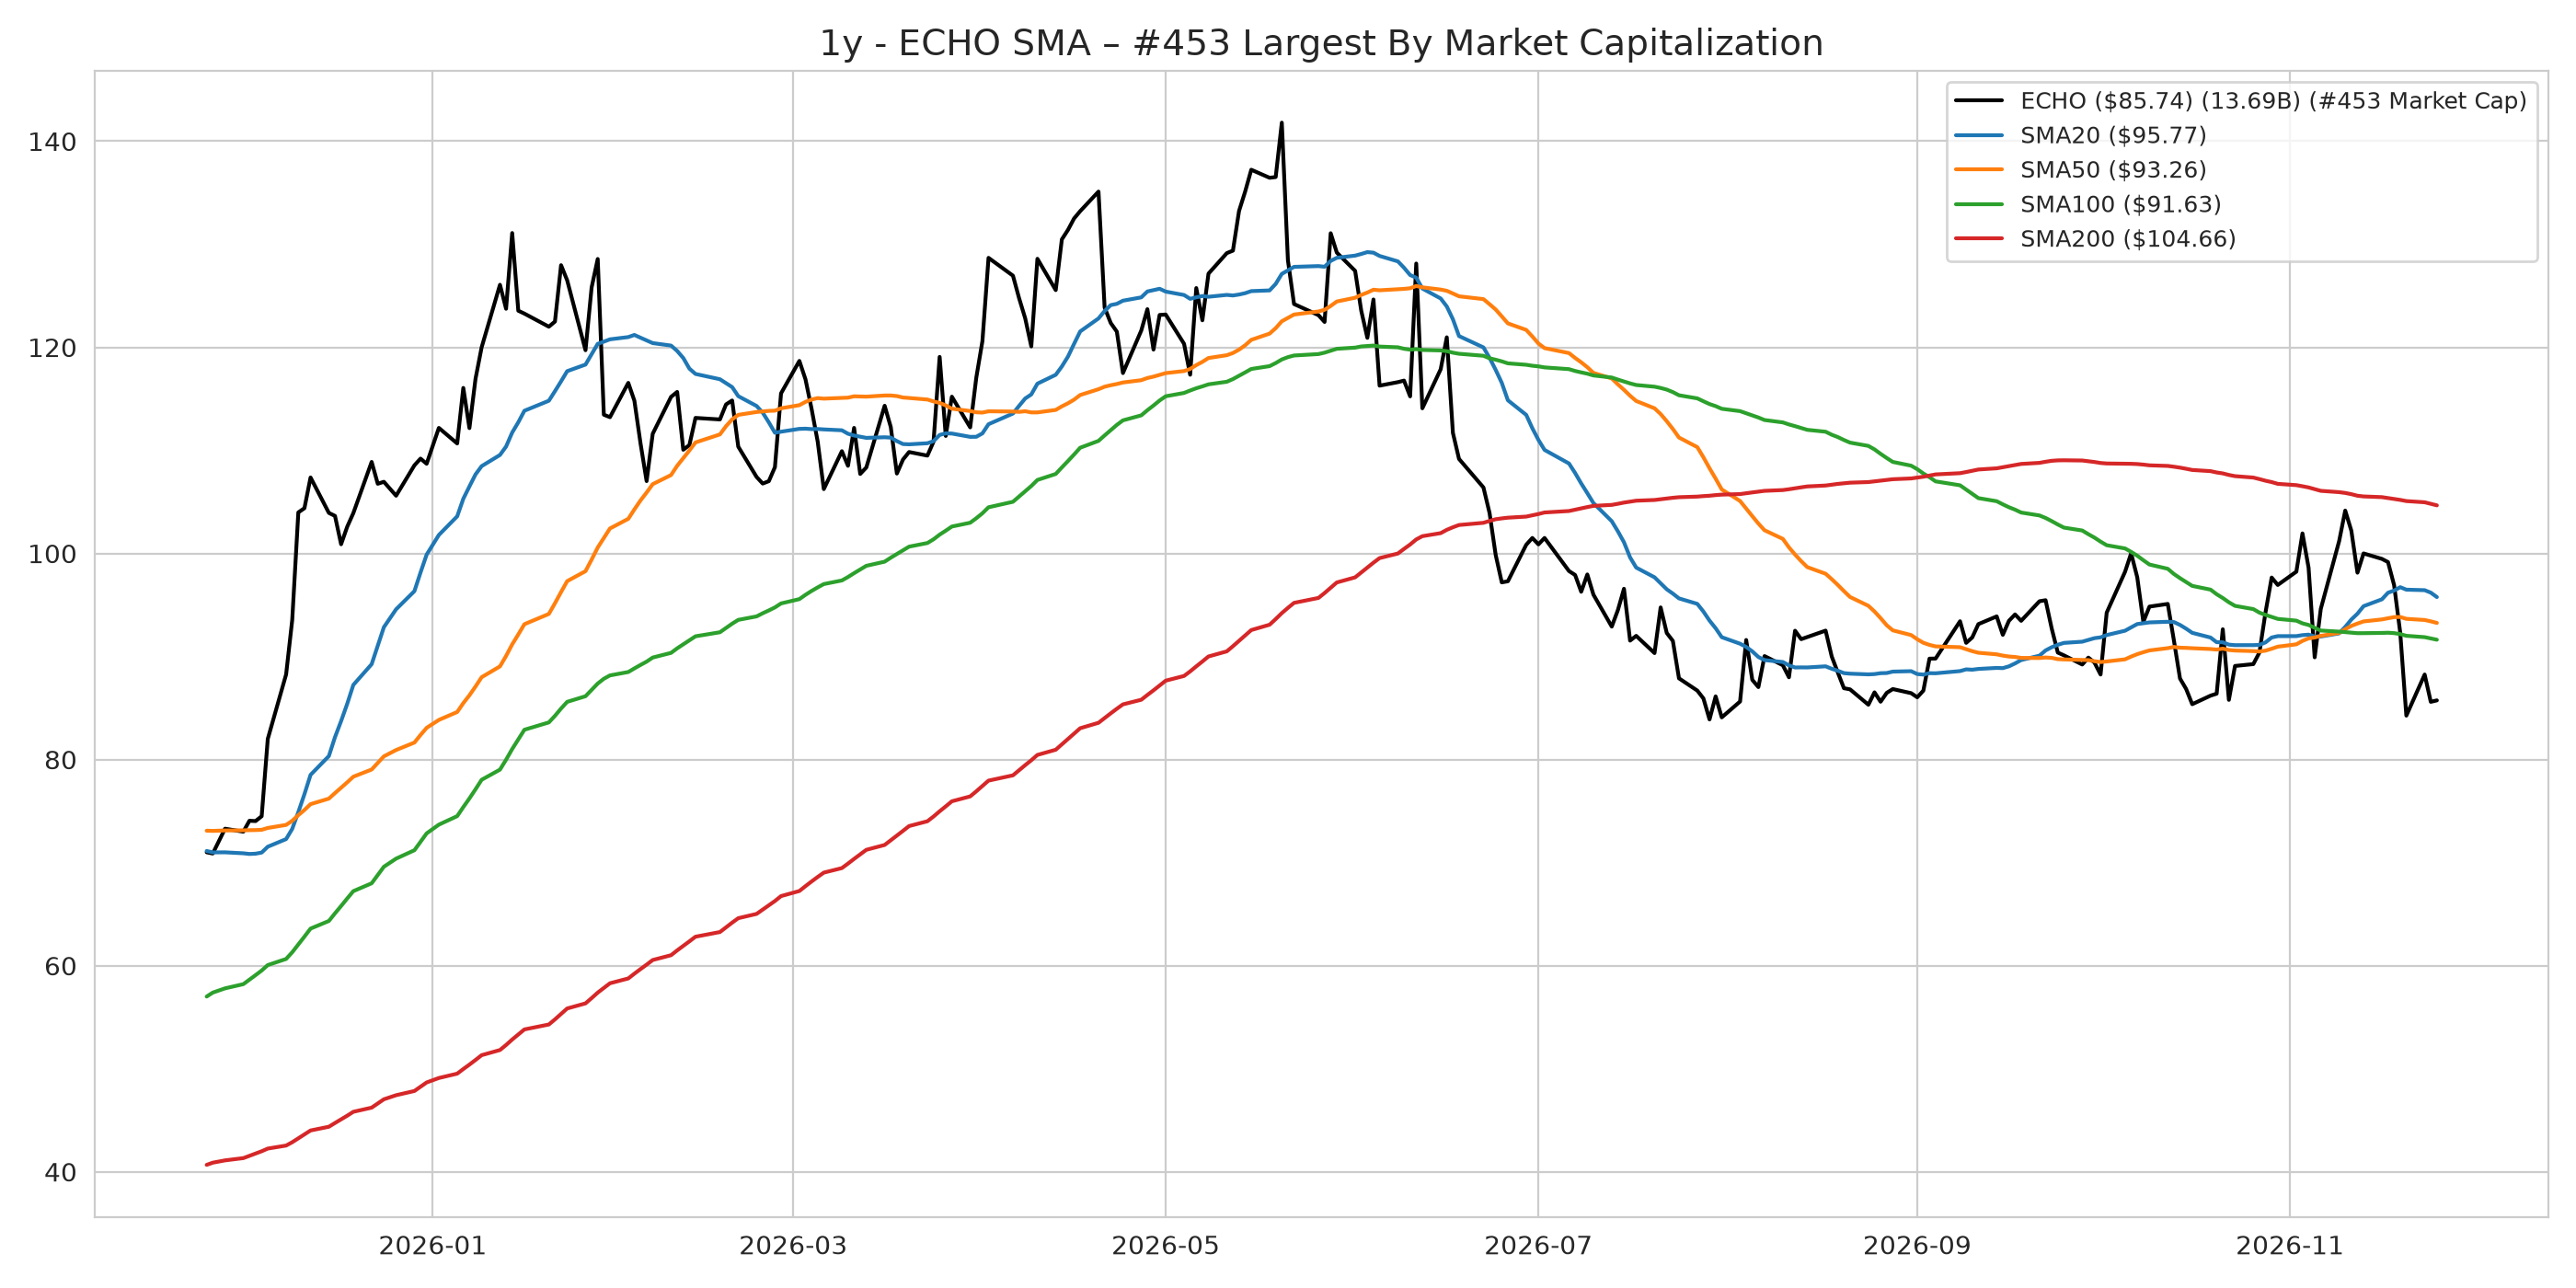 1y - ECHO SMA – #453 Largest By Market Capitalization
ECHO ($85.74) (13.69B) (#453 Market Cap)
SMA20 ($95.77)
SMA50 ($93.26)
SMA100 ($91.63)
SMA200 ($104.66)
140
120
100
80
60
40
2026-01
2026-03
2026-05
2026-07
2026-09
2026-11